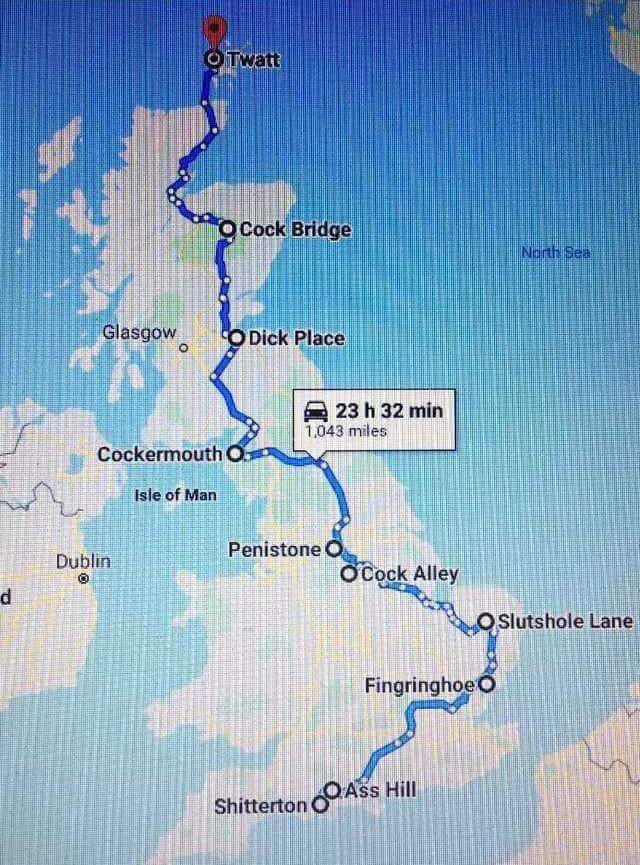 Twatt
Cock Bridge
North Sea
Glasgow
Dick Place
23 h 32 min
1,043 miles
Cockermouth
Isle of Man
Penistone
Dublin
Cock Alley
d
Slutshole Lane
Fingringhoe
Ass Hill
Shitterton